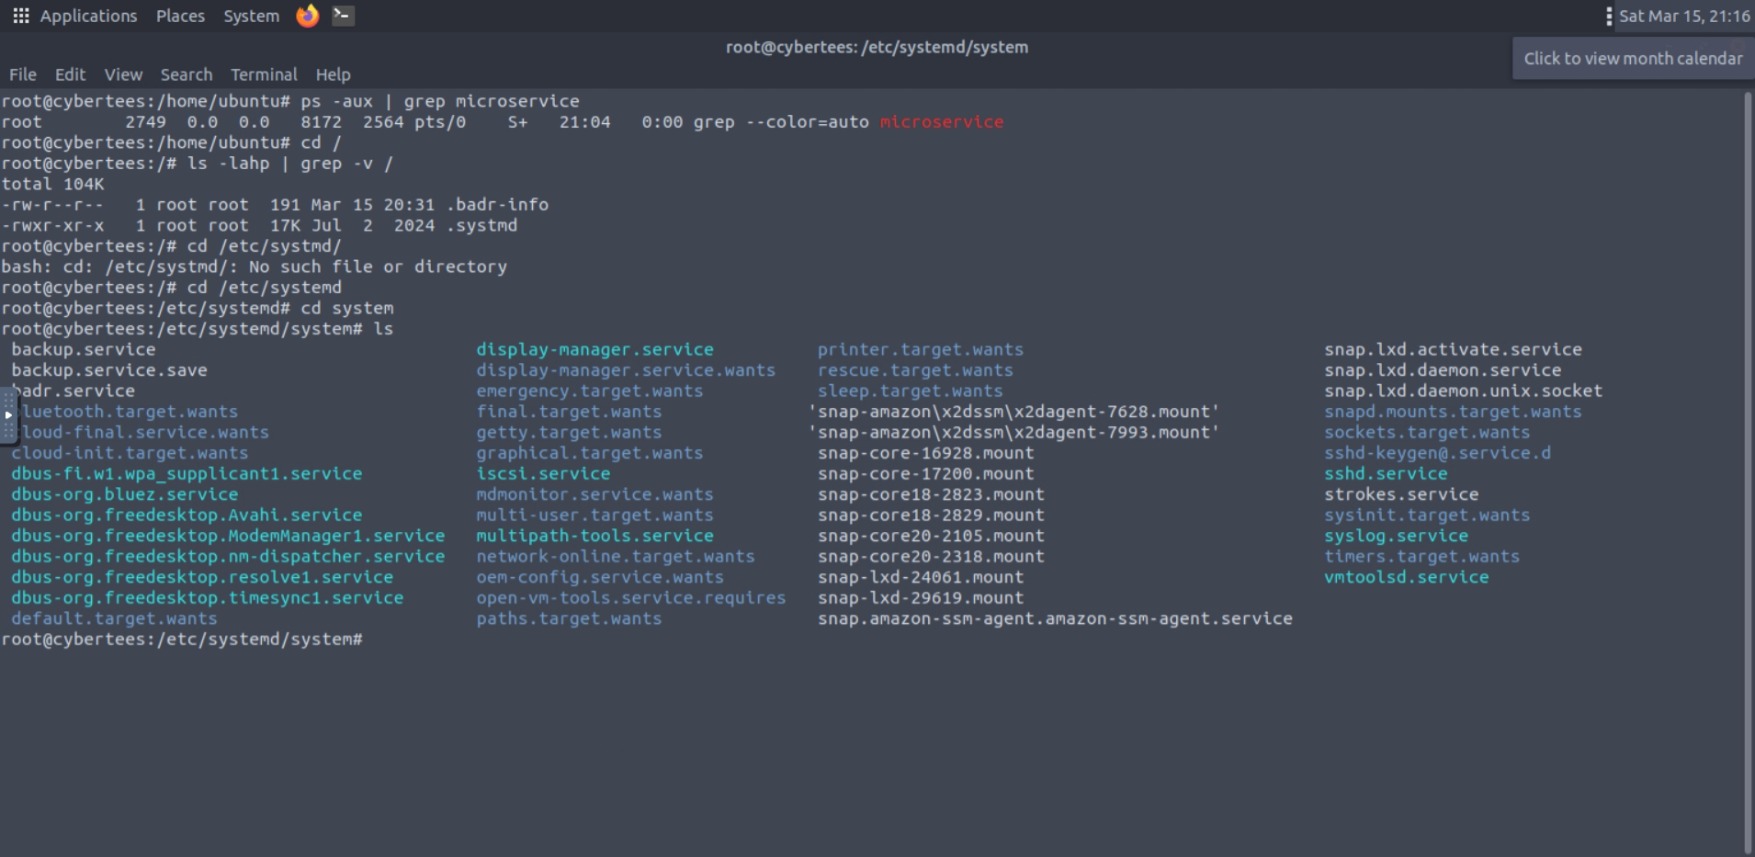 Applications Places System Sat Mar 15, 21:16
root@cybertees: /etc/systemd/system
Click to view month calendar
File Edit View Search Terminal Help
root@cybertees:/home/ubuntu# ps -aux | grep microservice
root 2749 0.0 0.0 8172 2564 pts/0 S+ 21:04 0:00 grep --color=auto microservice
root@cybertees:/home/ubuntu# cd /
root@cybertees:/# ls -lahp | grep -v /
total 104K
-rw-r--r-- 1 root root 191 Mar 15 20:31 .badr-info
-rwxr-xr-x 1 root root 17K Jul 2 2024 .systmd
root@cybertees:/# cd /etc/systmd/
bash: cd: /etc/systmd/: No such file or directory
root@cybertees:/# cd /etc/systemd
root@cybertees:/etc/systemd# cd system
root@cybertees:/etc/systemd/system# ls
backup.service display-manager.service printer.target.wants snap.lxd.activate.service
backup.service.save display-manager.service.wants rescue.target.wants snap.lxd.daemon.service
badr.service emergency.target.wants sleep.target.wants snap.lxd.daemon.unix.socket
bluetooth.target.wants final.target.wants 'snap-amazon\x2dssm\x2dagent-7628.mount' snapd.mounts.target.wants
cloud-final.service.wants getty.target.wants 'snap-amazon\x2dssm\x2dagent-7993.mount' sockets.target.wants
cloud-init.target.wants graphical.target.wants snap-core-16928.mount sshd-keygen@.service.d
dbus-fi.w1.wpa_supplicant1.service iscsi.service snap-core-17200.mount sshd.service
dbus-org.bluez.service mdmonitor.service.wants snap-core18-2823.mount strokes.service
dbus-org.freedesktop.Avahi.service multi-user.target.wants snap-core18-2829.mount sysinit.target.wants
dbus-org.freedesktop.ModemManager1.service multipath-tools.service snap-core20-2105.mount syslog.service
dbus-org.freedesktop.nm-dispatcher.service network-online.target.wants snap-core20-2318.mount timers.target.wants
dbus-org.freedesktop.resolve1.service oem-config.service.wants snap-lxd-24061.mount vmtoolsd.service
dbus-org.freedesktop.timesync1.service open-vm-tools.service.requires snap-lxd-29619.mount
default.target.wants paths.target.wants snap.amazon-ssm-agent.amazon-ssm-agent.service
root@cybertees:/etc/systemd/system#